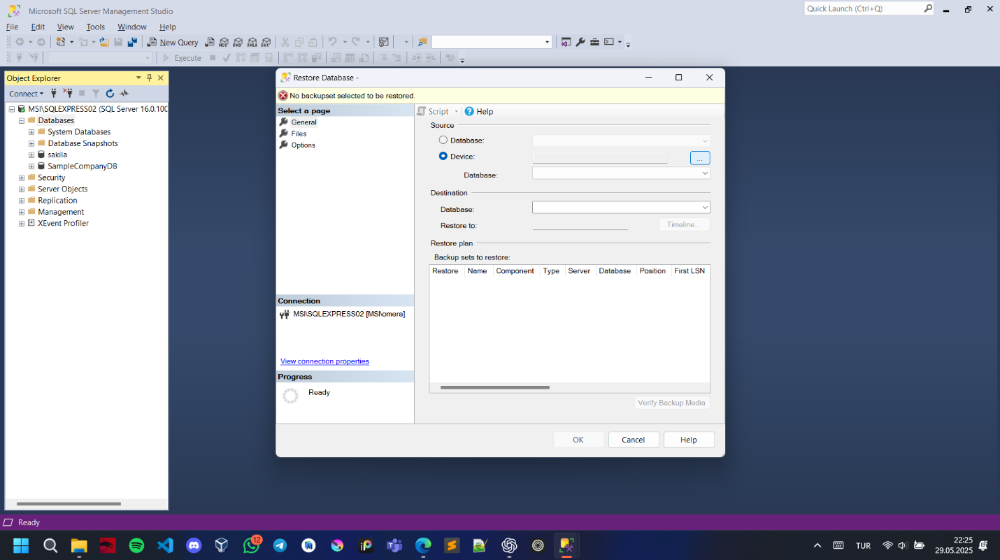 Microsoft SQL Server Management Studio
Quick Launch (Ctrl+Q)
File Edit View Tools Window Help
New Query MDX DMX XMLA DAX
Execute
Object Explorer
Connect
MSI\SQLEXPRESS02 (SQL Server 16.0.100
Databases
System Databases
Database Snapshots
sakila
SampleCompanyDB
Security
Server Objects
Replication
Management
XEvent Profiler
Restore Database -
No backupset selected to be restored.
Select a page
General
Files
Options
Connection
MSI\SQLEXPRESS02 [MSI\omera]
View connection properties
Progress
Ready
Script Help
Source
Database:
Device:
...
Database:
Destination
Database:
Restore to:
Timeline...
Restore plan
Backup sets to restore:
Restore Name Component Type Server Database Position First LSN
Verify Backup Media
OK Cancel Help
Ready
12
TUR
22:25
29.05.2025